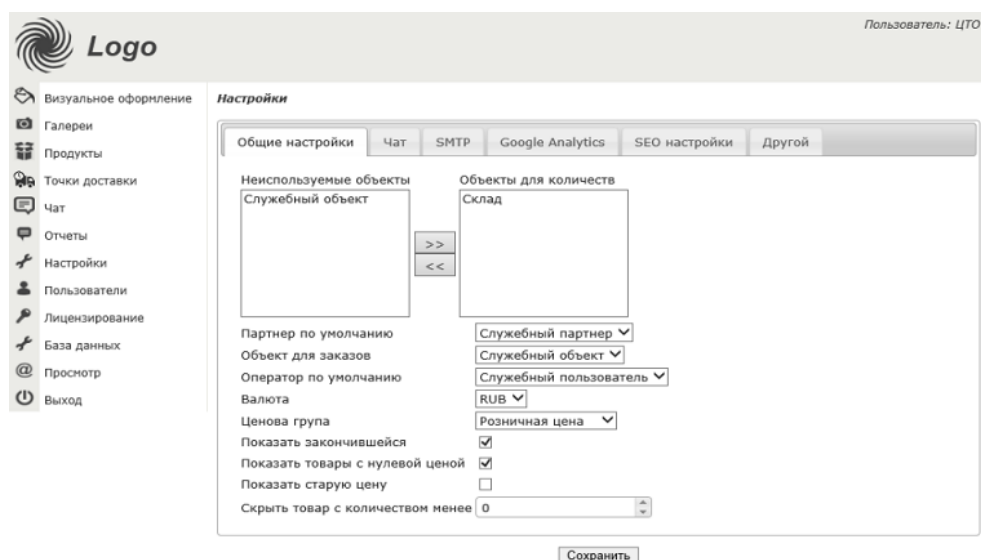 Пользователь: ЦТО
Logo
Визуальное оформление
Галереи
Продукты
Точки доставки
Чат
Отчеты
Настройки
Пользователи
Лицензирование
База данных
Просмотр
Выход
Настройки
Общие настройки Чат SMTP Google Analytics SEO настройки Другой
Неиспользуемые объекты Объекты для количеств
Служебный объект Склад
>>
<<
Партнер по умолчанию Служебный партнер
Объект для заказов Служебный объект
Оператор по умолчанию Служебный пользователь
Валюта RUB
Ценова група Розничная цена
Показать закончившейся
Показать товары с нулевой ценой
Показать старую цену
Скрыть товар с количеством менее 0
Сохранить